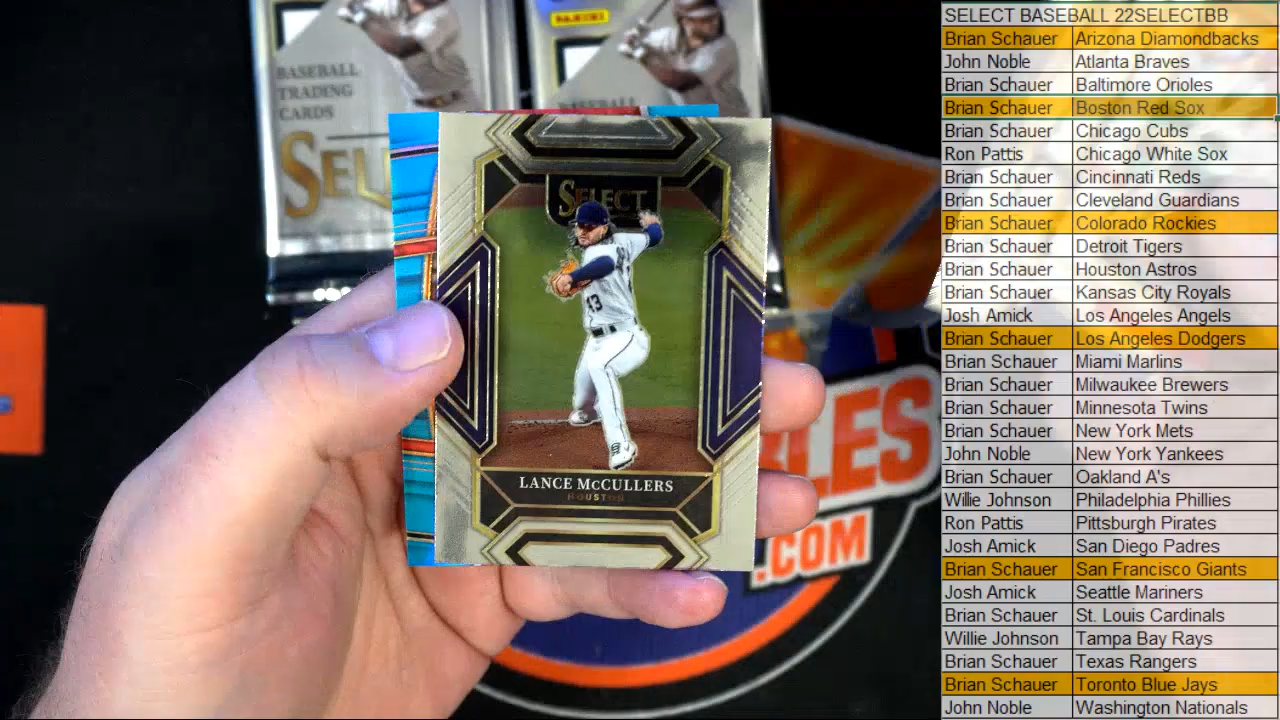 BASEBALL
TRADING
CARDS
SEL
PANINI
BASEBALL
SELECT
13
LANCE McCULLERS
HOUSTON
LES
.COM
SELECT BASEBALL 22SELECTBB
Brian Schauer Arizona Diamondbacks
John Noble Atlanta Braves
Brian Schauer Baltimore Orioles
Brian Schauer Boston Red Sox
Brian Schauer Chicago Cubs
Ron Pattis Chicago White Sox
Brian Schauer Cincinnati Reds
Brian Schauer Cleveland Guardians
Brian Schauer Colorado Rockies
Brian Schauer Detroit Tigers
Brian Schauer Houston Astros
Brian Schauer Kansas City Royals
Josh Amick Los Angeles Angels
Brian Schauer Los Angeles Dodgers
Brian Schauer Miami Marlins
Brian Schauer Milwaukee Brewers
Brian Schauer Minnesota Twins
Brian Schauer New York Mets
John Noble New York Yankees
Brian Schauer Oakland A's
Willie Johnson Philadelphia Phillies
Ron Pattis Pittsburgh Pirates
Josh Amick San Diego Padres
Brian Schauer San Francisco Giants
Josh Amick Seattle Mariners
Brian Schauer St. Louis Cardinals
Willie Johnson Tampa Bay Rays
Brian Schauer Texas Rangers
Brian Schauer Toronto Blue Jays
John Noble Washington Nationals